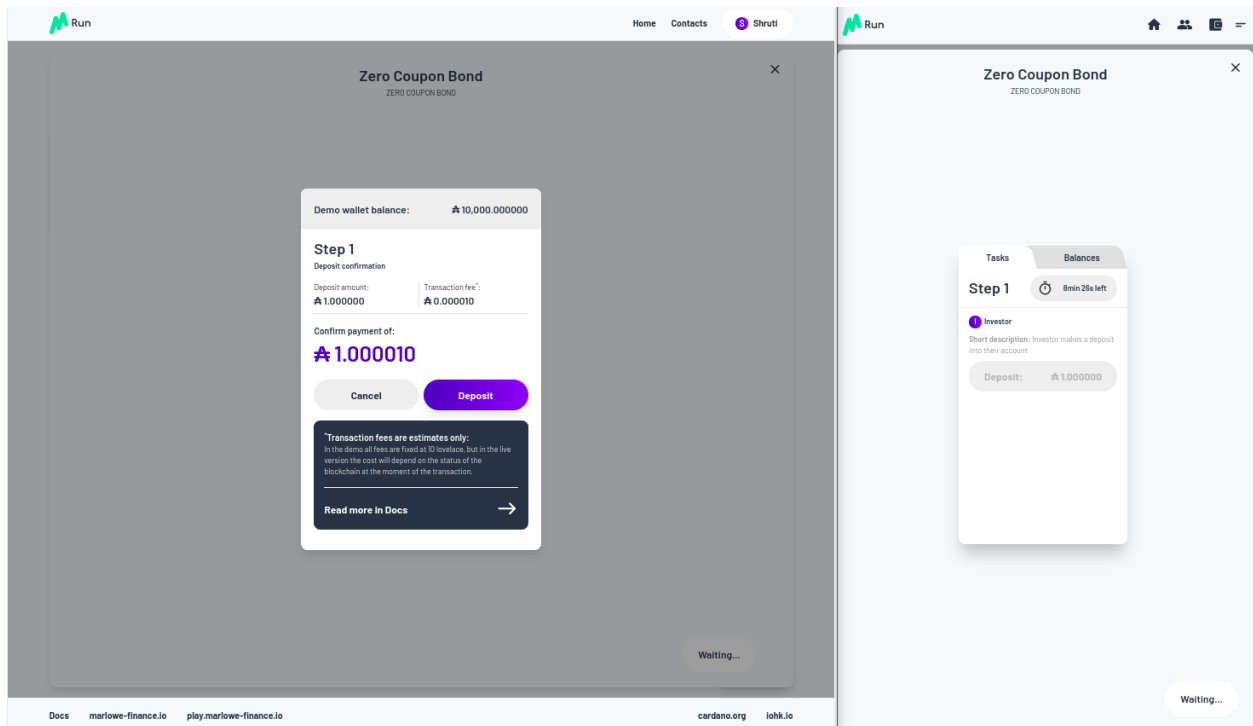 Run
Home Contacts S Shruti
Zero Coupon Bond
ZERO COUPON BOND
Demo wallet balance: ₳ 10,000.000000
Step 1
Deposit confirmation
Deposit amount: Transaction fee*:
₳ 1.000000 ₳ 0.000010
Confirm payment of:
₳ 1.000010
Cancel Deposit
*Transaction fees are estimates only:
In the demo all fees are fixed at 10 lovelace, but in the live
version the cost will depend on the status of the
blockchain at the moment of the transaction.
Read more in Docs
Waiting...
Docs marlowe-finance.io play.marlowe-finance.io cardano.org iohk.io
Run
Zero Coupon Bond
ZERO COUPON BOND
Tasks Balances
Step 1 8min 26s left
I Investor
Short description: Investor makes a deposit
into their account
Deposit: ₳ 1.000000
Waiting...